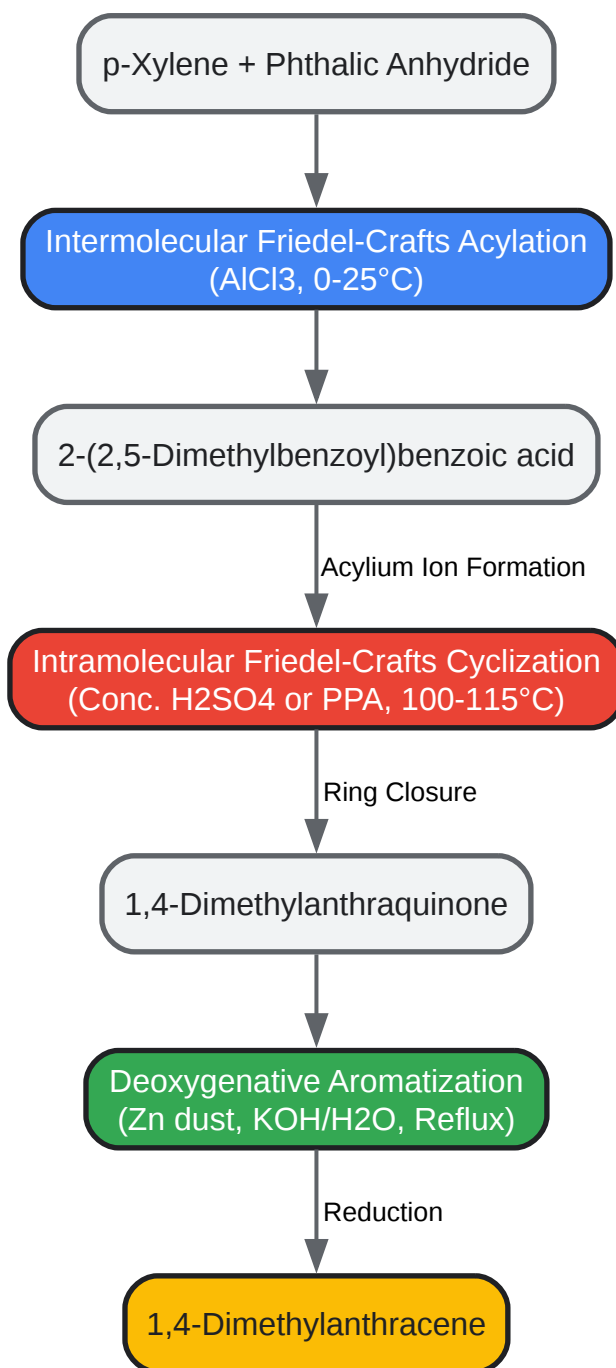 p-Xylene + Phthalic Anhydride
Intermolecular Friedel-Crafts Acylation
(AlCl3, 0-25°C)
2-(2,5-Dimethylbenzoyl)benzoic acid
Acylium Ion Formation
Intramolecular Friedel-Crafts Cyclization
(Conc. H2SO4 or PPA, 100-115°C)
Ring Closure
1,4-Dimethylanthraquinone
Deoxygenative Aromatization
(Zn dust, KOH/H2O, Reflux)
Reduction
1,4-Dimethylanthracene